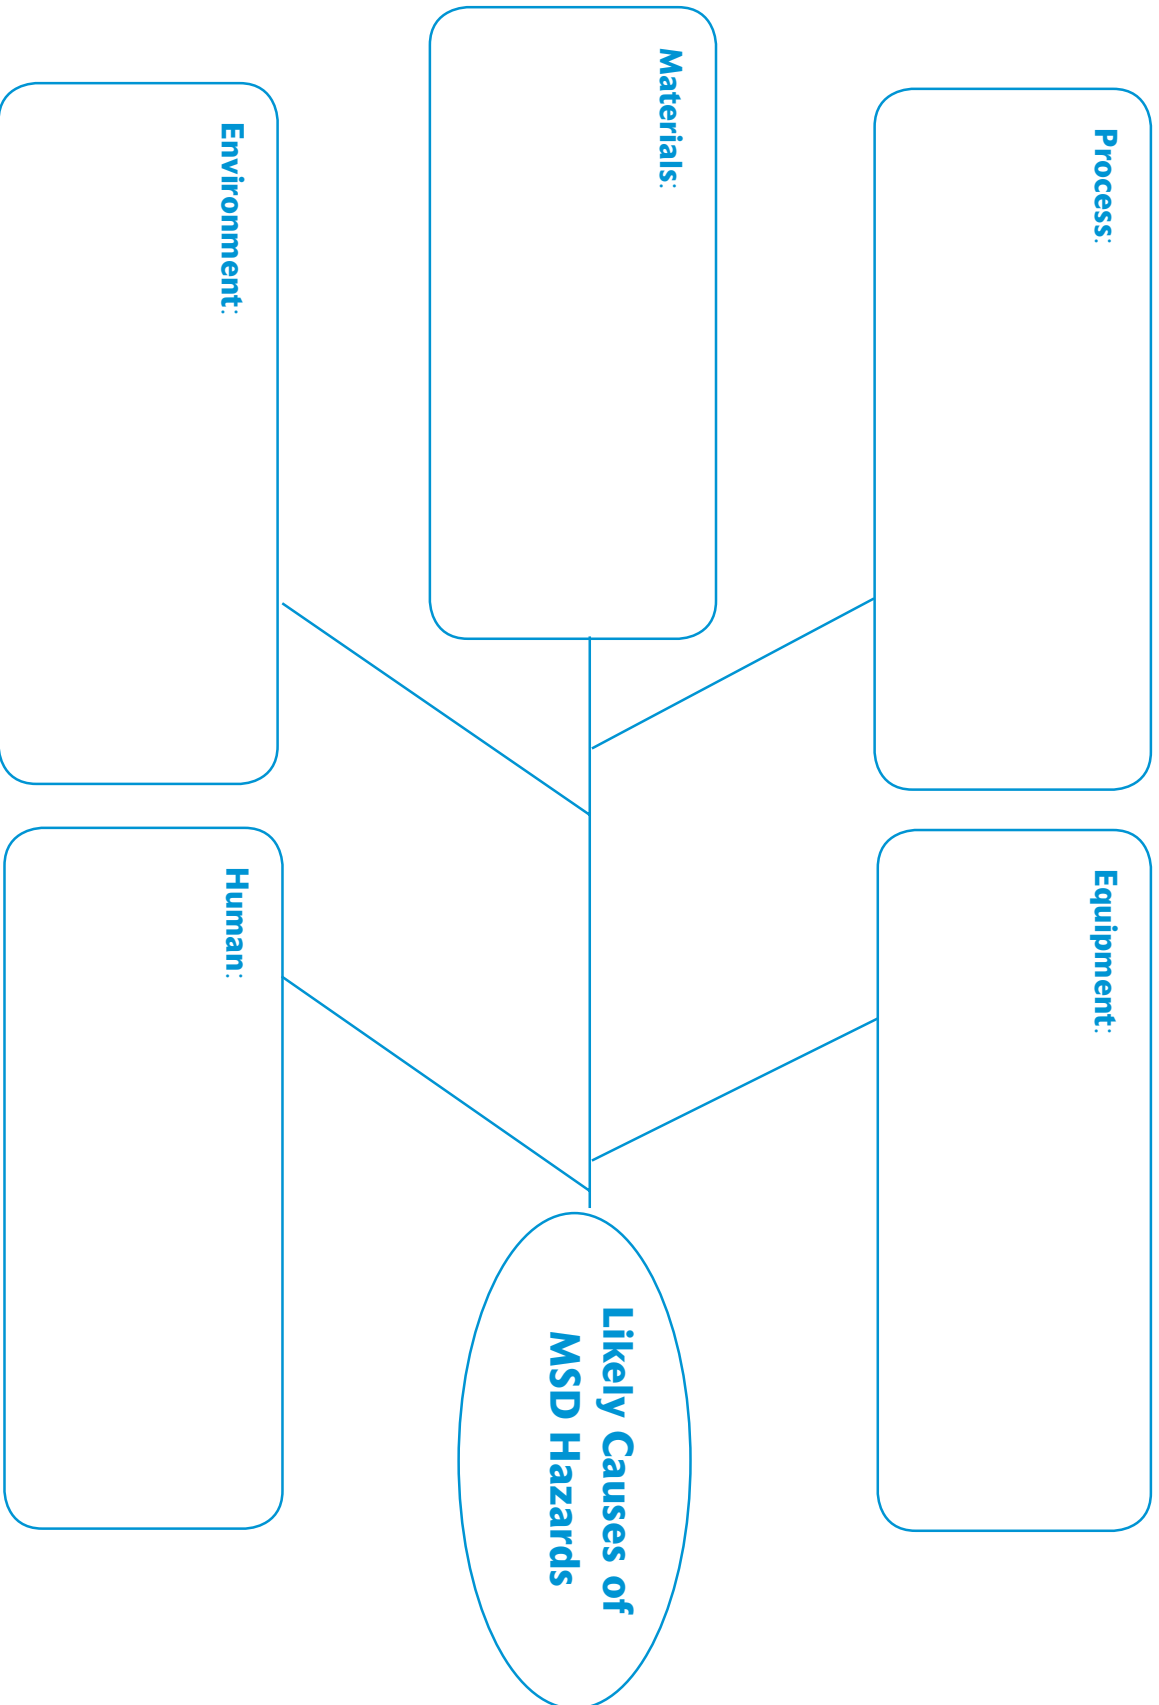 Process:
Equipment:
Materials:
Likely Causes of
MSD Hazards
Environment:
Human: